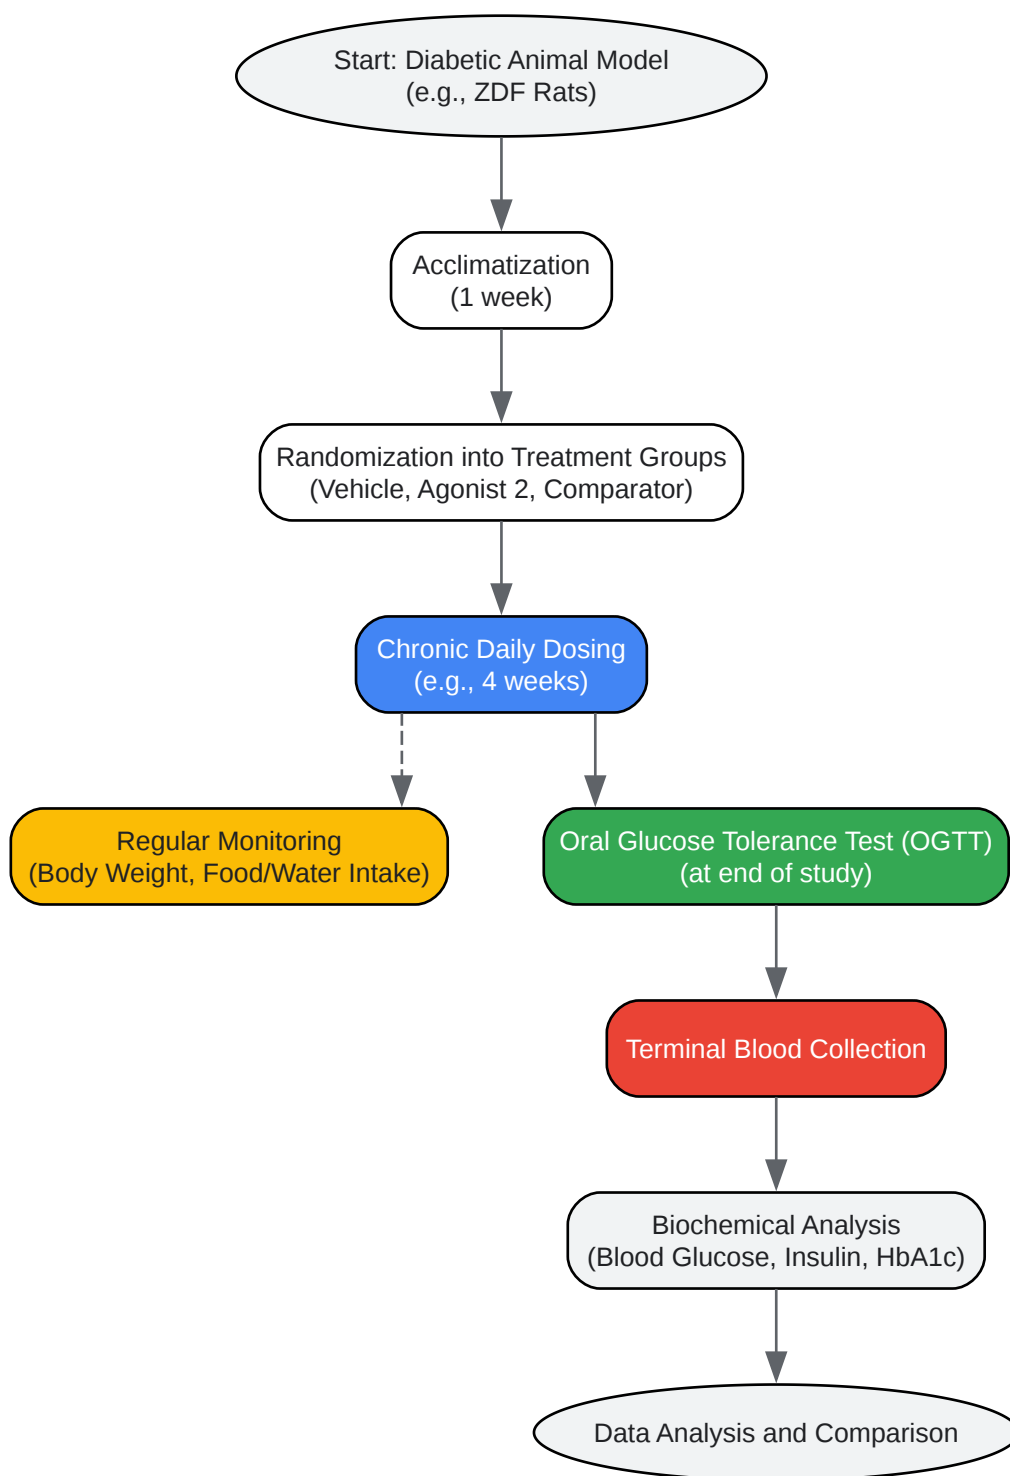 Start: Diabetic Animal Model
(e.g., ZDF Rats)
Acclimatization
(1 week)
Randomization into Treatment Groups
(Vehicle, Agonist 2, Comparator)
Chronic Daily Dosing
(e.g., 4 weeks)
Regular Monitoring
(Body Weight, Food/Water Intake)
Oral Glucose Tolerance Test (OGTT)
(at end of study)
Terminal Blood Collection
Biochemical Analysis
(Blood Glucose, Insulin, HbA1c)
Data Analysis and Comparison